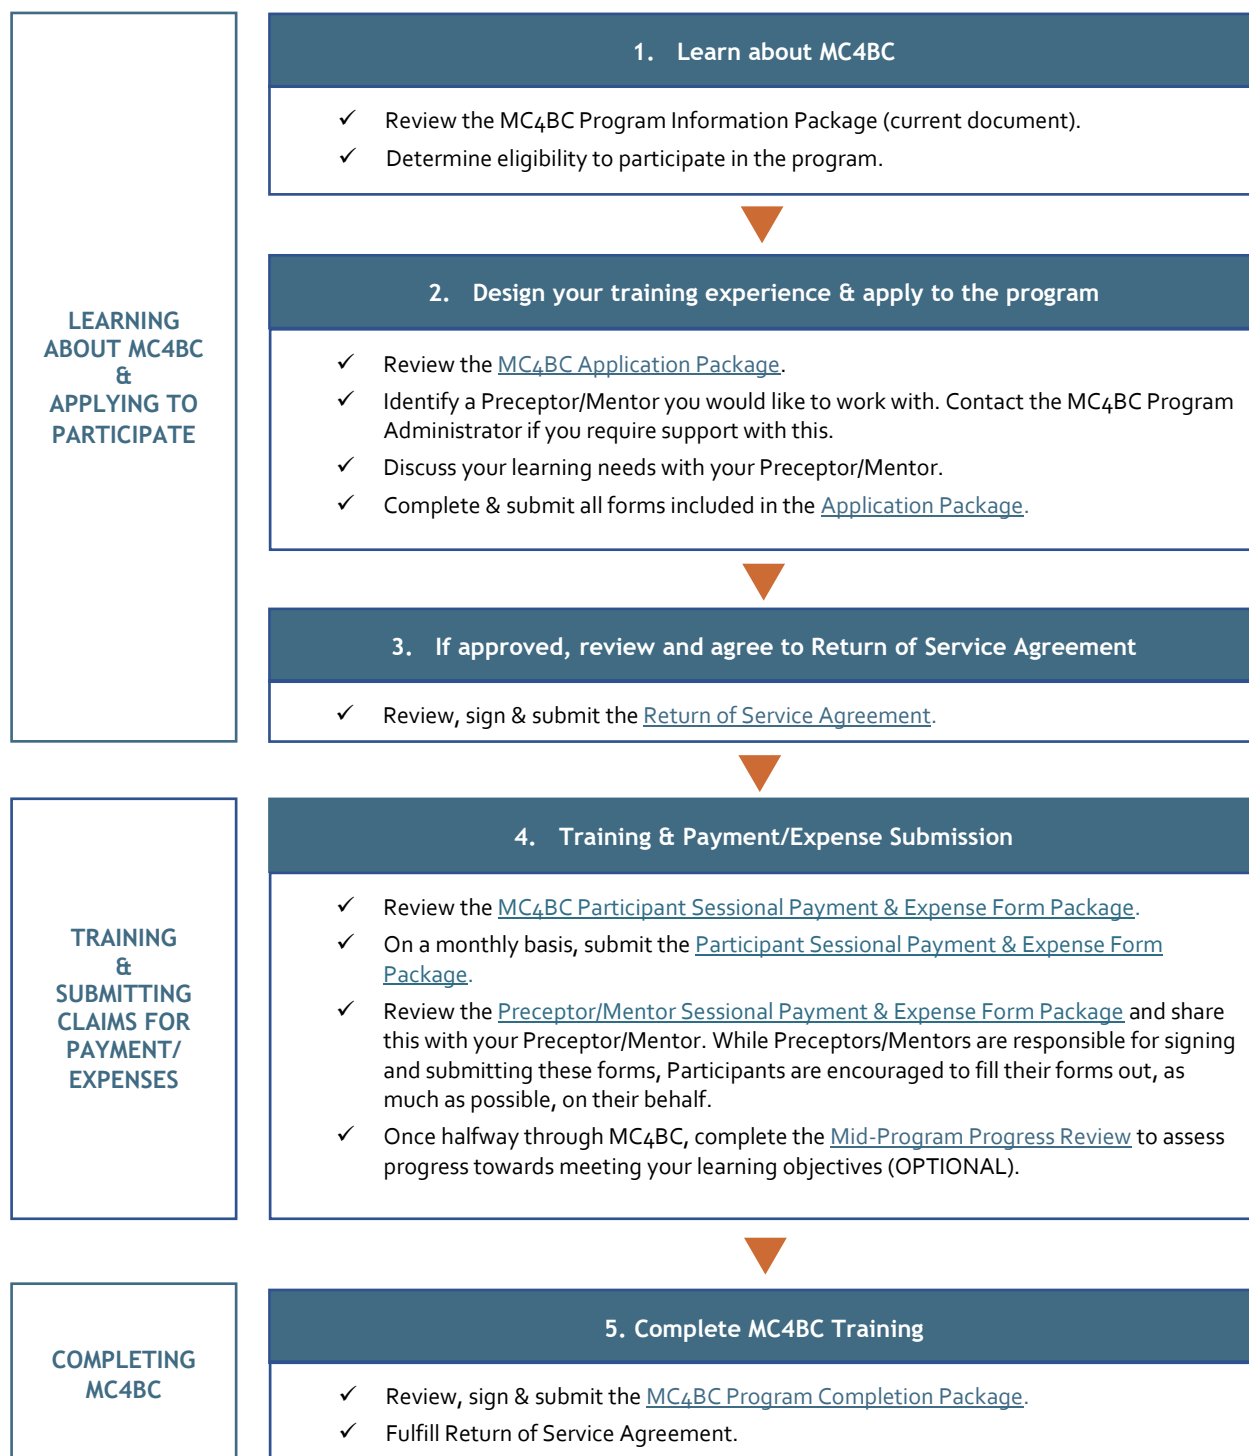 LEARNING
ABOUT MC4BC
&
APPLYING TO
PARTICIPATE
1. Learn about MC4BC
✓ Review the MC4BC Program Information Package (current document).
✓ Determine eligibility to participate in the program.
2. Design your training experience & apply to the program
✓ Review the MC4BC Application Package.
✓ Identify a Preceptor/Mentor you would like to work with. Contact the MC4BC Program
Administrator if you require support with this.
✓ Discuss your learning needs with your Preceptor/Mentor.
✓ Complete & submit all forms included in the Application Package.
3. If approved, review and agree to Return of Service Agreement
✓ Review, sign & submit the Return of Service Agreement.
TRAINING
&
SUBMITTING
CLAIMS FOR
PAYMENT/
EXPENSES
4. Training & Payment/Expense Submission
✓ Review the MC4BC Participant Sessional Payment & Expense Form Package.
✓ On a monthly basis, submit the Participant Sessional Payment & Expense Form
Package.
✓ Review the Preceptor/Mentor Sessional Payment & Expense Form Package and share
this with your Preceptor/Mentor. While Preceptors/Mentors are responsible for signing
and submitting these forms, Participants are encouraged to fill their forms out, as
much as possible, on their behalf.
✓ Once halfway through MC4BC, complete the Mid-Program Progress Review to assess
progress towards meeting your learning objectives (OPTIONAL).
COMPLETING
MC4BC
5. Complete MC4BC Training
✓ Review, sign & submit the MC4BC Program Completion Package.
✓ Fulfill Return of Service Agreement.